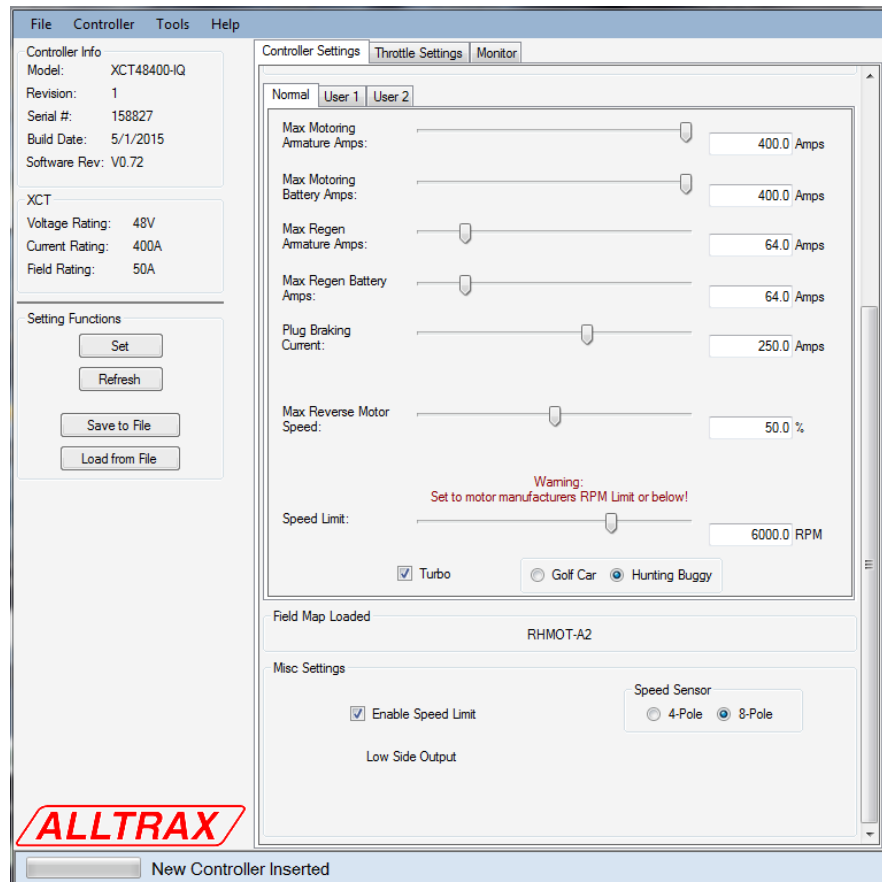 File Controller Tools Help
Controller Info
Model: XCT48400-IQ
Revision: 1
Serial #: 158827
Build Date: 5/1/2015
Software Rev: V0.72
XCT
Voltage Rating: 48V
Current Rating: 400A
Field Rating: 50A
Setting Functions
Set
Refresh
Save to File
Load from File
ALLTRAX
Controller Settings Throttle Settings Monitor
Normal User 1 User 2
Max Motoring
Armature Amps:
400.0 Amps
Max Motoring
Battery Amps:
400.0 Amps
Max Regen
Armature Amps:
64.0 Amps
Max Regen Battery
Amps:
64.0 Amps
Plug Braking
Current:
250.0 Amps
Max Reverse Motor
Speed:
50.0 %
Warning:
Set to motor manufacturers RPM Limit or below!
Speed Limit:
6000.0 RPM
Turbo Golf Car Hunting Buggy
Field Map Loaded
RHMOT-A2
Misc Settings
Speed Sensor
Enable Speed Limit 4-Pole 8-Pole
Low Side Output
New Controller Inserted